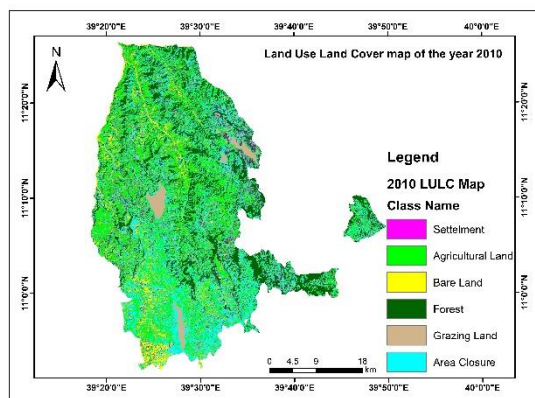 39°20'0"E 39°30'0"E 39°40'0"E 39°50'0"E 40°0'0"E
Land Use Land Cover map of the year 2010
N
11°20'0"N 11°20'0"N
11°10'0"N 11°10'0"N
11°0'0"N 11°0'0"N
Legend
2010 LULC Map
Class Name
Settelment
Agricultural Land
Bare Land
Forest
Grazing Land
Area Closure
0 4.5 9 18
km
39°20'0"E 39°30'0"E 39°40'0"E 39°50'0"E 40°0'0"E